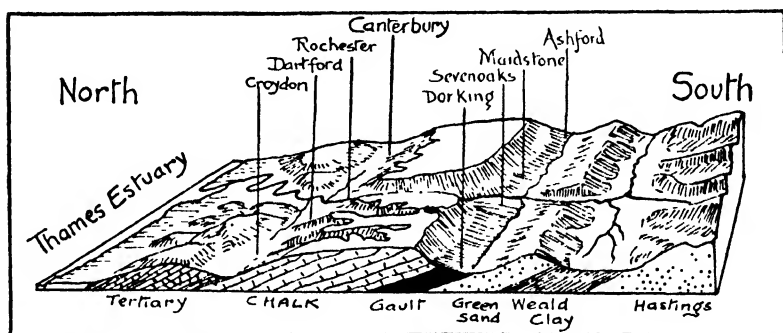 Canterbury
Rochester
Dartford
Croydon
Ashford
Maidstone
Sevenoaks
Dorking
North
South
Thames Estuary
Tertiary
CHALK
Gault
Green
Sand
Weald
Clay
Hastings